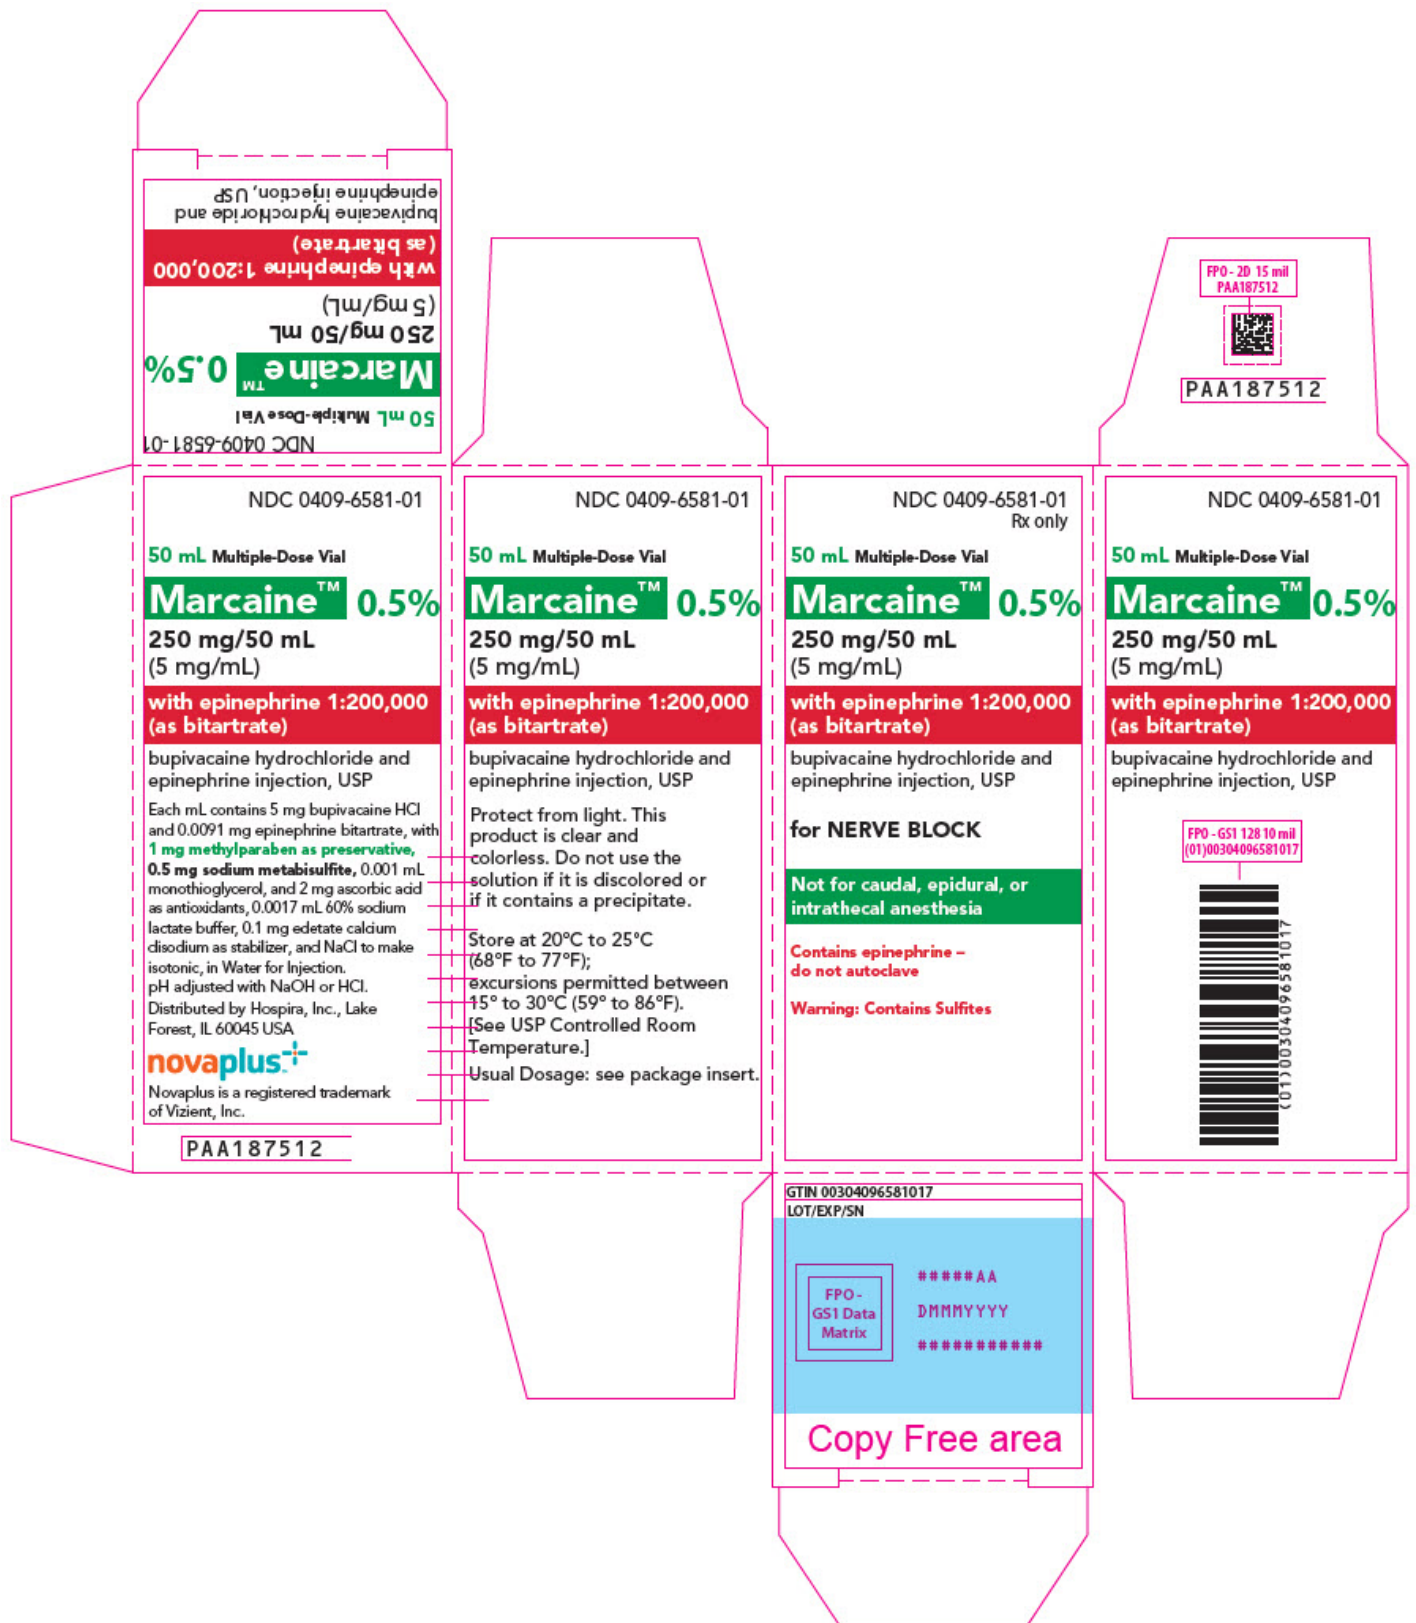 bupivacaine hydrochloride and
epinephrine injection, USP
with epinephrine 1:200,000
(as bitartrate)
250 mg/50 mL
(5 mg/mL)
Marcaine™ 0.5%
50 mL Multiple-Dose Vial
NDC 0409-6581-01
FPO - 2D 15 mil
PAA187512
PAA187512
NDC 0409-6581-01
50 mL Multiple-Dose Vial
Marcaine™ 0.5%
250 mg/50 mL
(5 mg/mL)
with epinephrine 1:200,000
(as bitartrate)
bupivacaine hydrochloride and
epinephrine injection, USP
Each mL contains 5 mg bupivacaine HCl
and 0.0091 mg epinephrine bitartrate, with
1 mg methylparaben as preservative,
0.5 mg sodium metabisulfite, 0.001 mL
monothioglycerol, and 2 mg ascorbic acid
as antioxidants, 0.0017 mL 60% sodium
lactate buffer, 0.1 mg edetate calcium
disodium as stabilizer, and NaCl to make
isotonic, in Water for Injection.
pH adjusted with NaOH or HCl.
Distributed by Hospira, Inc., Lake
Forest, IL 60045 USA
novaplus™
Novaplus is a registered trademark
of Vizient, Inc.
PAA187512
NDC 0409-6581-01
50 mL Multiple-Dose Vial
Marcaine™ 0.5%
250 mg/50 mL
(5 mg/mL)
with epinephrine 1:200,000
(as bitartrate)
bupivacaine hydrochloride and
epinephrine injection, USP
Protect from light. This
product is clear and
colorless. Do not use the
solution if it is discolored or
if it contains a precipitate.
Store at 20°C to 25°C
(68°F to 77°F);
excursions permitted between
15° to 30°C (59° to 86°F).
[See USP Controlled Room
Temperature.]
Usual Dosage: see package insert.
NDC 0409-6581-01
Rx only
50 mL Multiple-Dose Vial
Marcaine™ 0.5%
250 mg/50 mL
(5 mg/mL)
with epinephrine 1:200,000
(as bitartrate)
bupivacaine hydrochloride and
epinephrine injection, USP
for NERVE BLOCK
Not for caudal, epidural, or
intrathecal anesthesia
Contains epinephrine –
do not autoclave
Warning: Contains Sulfites
NDC 0409-6581-01
50 mL Multiple-Dose Vial
Marcaine™ 0.5%
250 mg/50 mL
(5 mg/mL)
with epinephrine 1:200,000
(as bitartrate)
bupivacaine hydrochloride and
epinephrine injection, USP
FPO - GS1 128 10 mil
(01)00304096581017
(01)00304096581017
GTIN 00304096581017
LOT/EXP/SN
FPO -
GS1 Data
Matrix
#####AA
DMMMYYYY
###########
Copy Free area